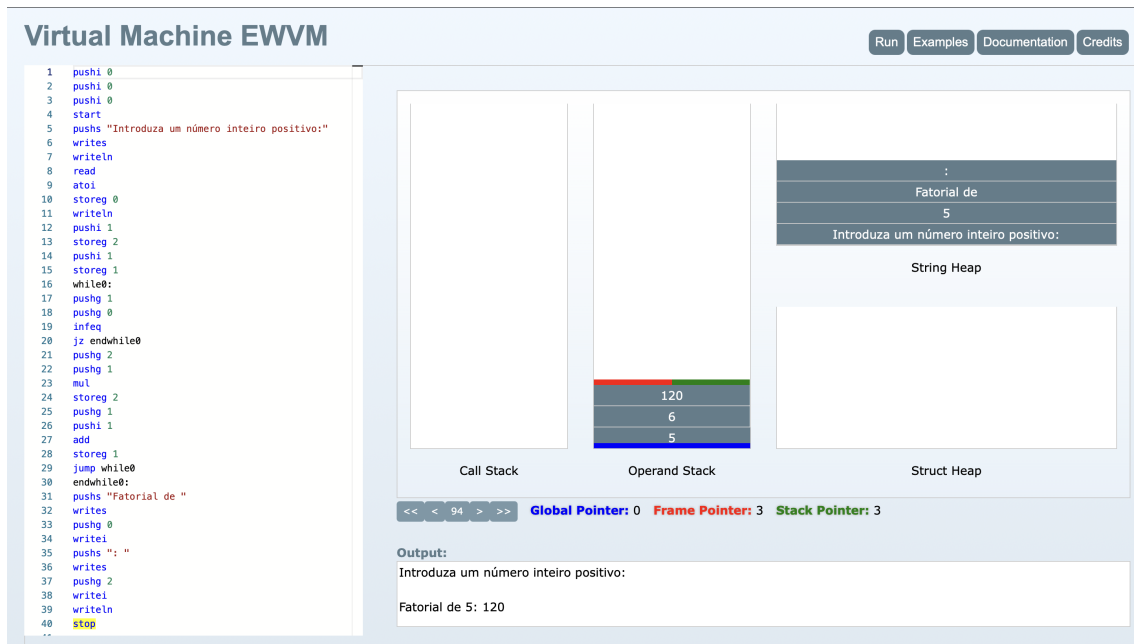 Virtual Machine EWVM
Run Examples Documentation Credits
1 pushi 0
2 pushi 0
3 pushi 0
4 start
5 pushs "Introduza um número inteiro positivo:"
6 writes
7 writeln
8 read
9 atoi
10 storeg 0
11 writeln
12 pushi 1
13 storeg 2
14 pushi 1
15 storeg 1
16 while0:
17 pushg 1
18 pushg 0
19 infeq
20 jz endwhile0
21 pushg 2
22 pushg 1
23 mul
24 storeg 2
25 pushg 1
26 pushi 1
27 add
28 storeg 1
29 jump while0
30 endwhile0:
31 pushs "Fatorial de "
32 writes
33 pushg 0
34 writei
35 pushs ": "
36 writes
37 pushg 2
38 writei
39 writeln
40 stop
Call Stack
120
6
5
Operand Stack
:
Fatorial de
5
Introduza um número inteiro positivo:
String Heap
Struct Heap
<< < 94 > >> Global Pointer: 0 Frame Pointer: 3 Stack Pointer: 3
Output:
Introduza um número inteiro positivo:
Fatorial de 5: 120